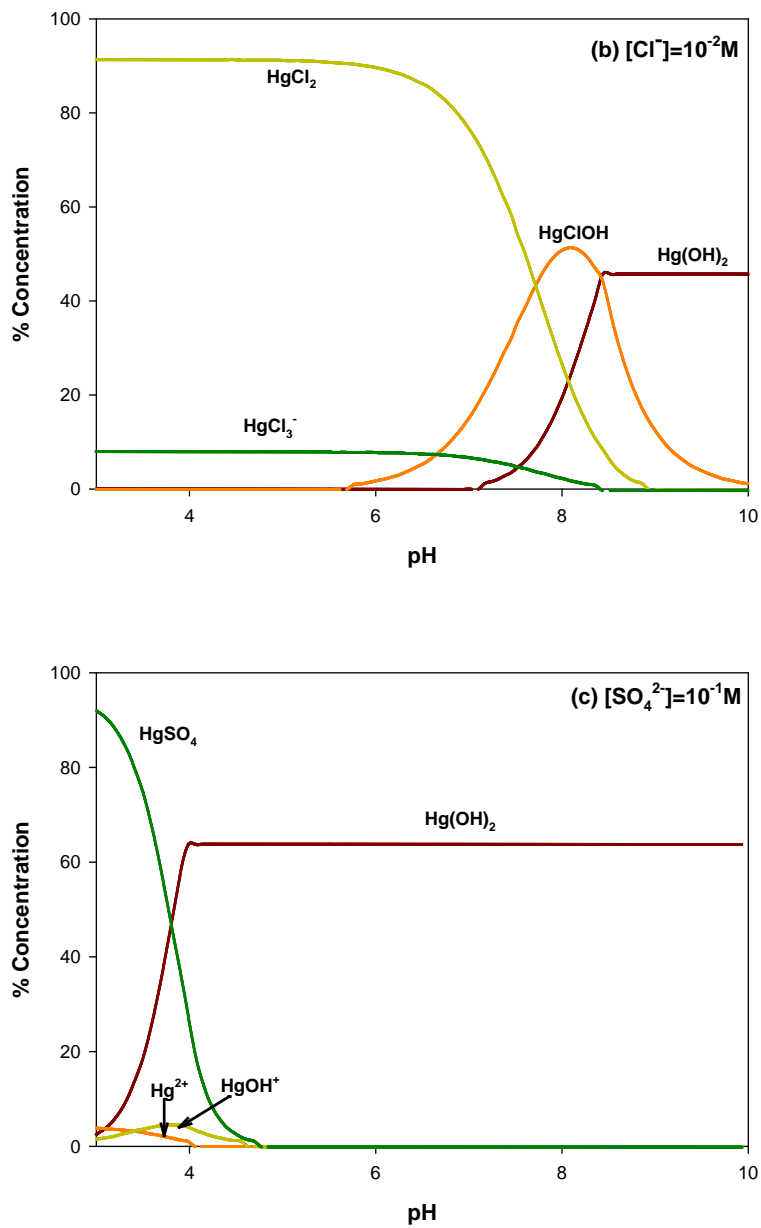 100
(b) [Cl⁻]=10⁻²M
HgCl₂
80
% Concentration
60
HgClOH
Hg(OH)₂
40
20
HgCl₃⁻
0
4
6
8
10
pH
100
(c) [SO₄²⁻]=10⁻¹M
HgSO₄
80
Hg(OH)₂
% Concentration
60
40
20
Hg²⁺
HgOH⁺
0
4
6
8
10
pH